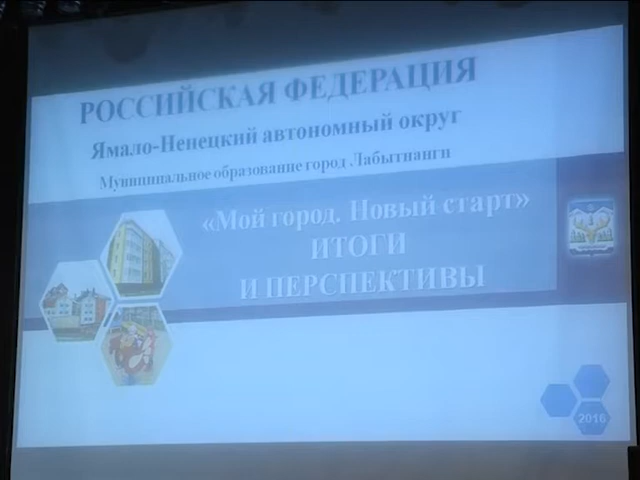 РОССИЙСКАЯ ФЕДЕРАЦИЯ
Ямало-Ненецкий автономный округ
Муниципальное образование город Лабытнанги
«Мой город. Новый старт»
ИТОГИ
И ПЕРСПЕКТИВЫ
2016